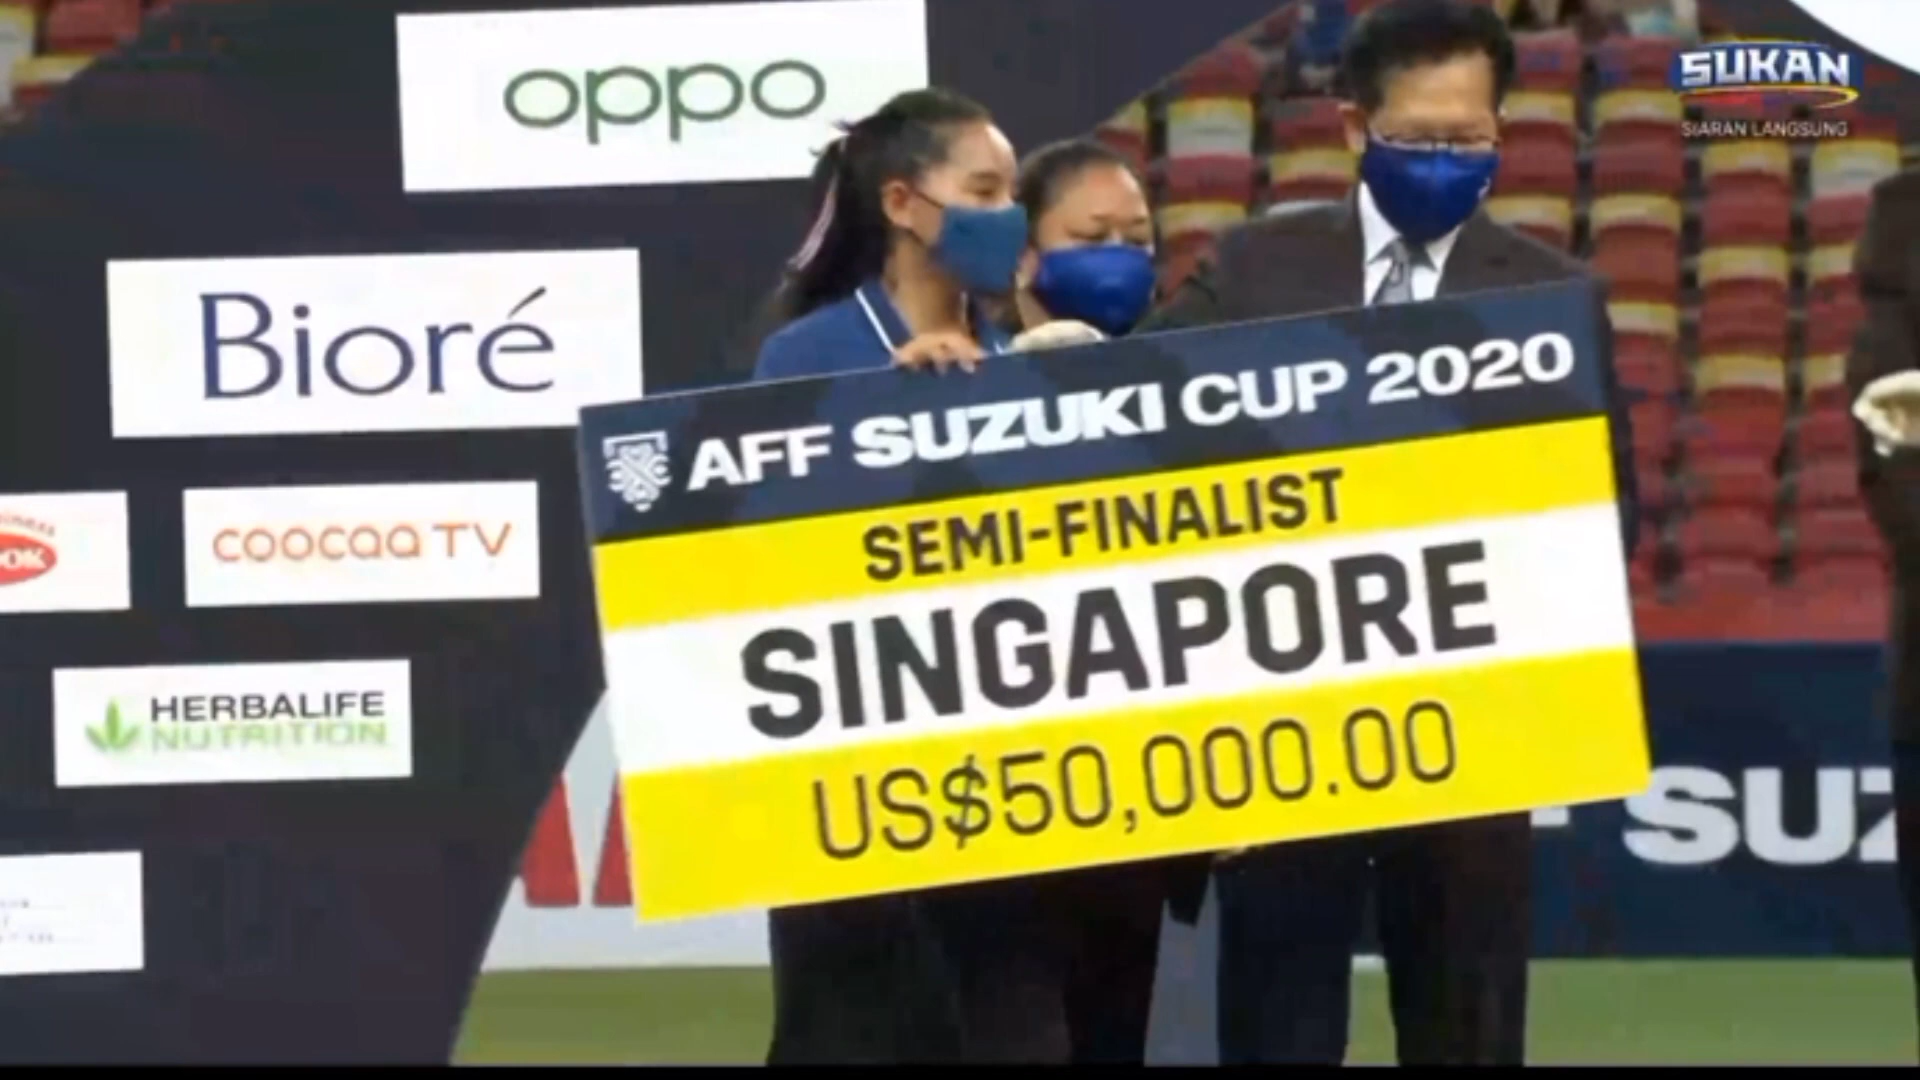 oppo
SUKAN
SIARAN LANGSUNG
Bioré
AFF SUZUKI CUP 2020
SEMI-FINALIST
SINGAPORE
US$50,000.00
OOK
coocaa TV
HERBALIFE
NUTRITION
SUZ